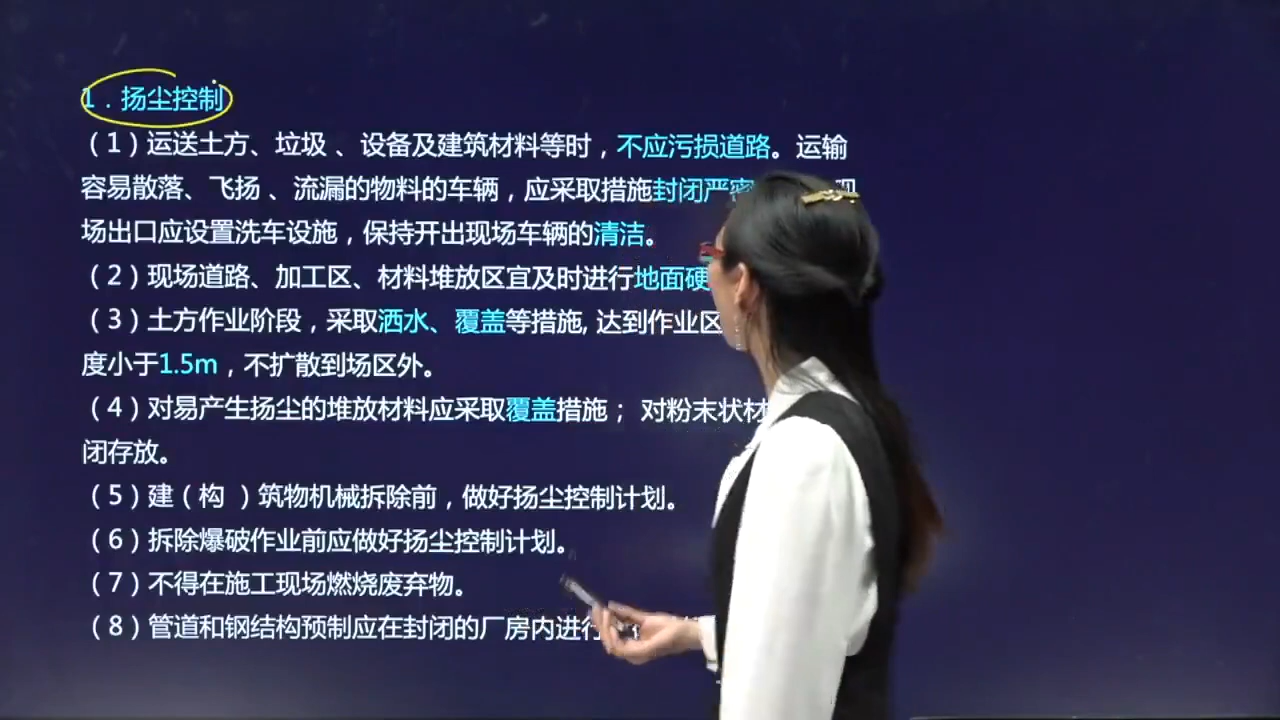 1．扬尘控制
（1）运送土方、垃圾 、设备及建筑材料等时，不应污损道路。运输
容易散落、飞扬 、流漏的物料的车辆，应采取措施封闭严密 现
场出口应设置洗车设施，保持开出现场车辆的清洁。
（2）现场道路、加工区、材料堆放区宜及时进行地面硬
（3）土方作业阶段，采取洒水、覆盖等措施, 达到作业区
度小于1.5m，不扩散到场区外。
（4）对易产生扬尘的堆放材料应采取覆盖措施； 对粉末状材
闭存放。
（5）建（构 ）筑物机械拆除前，做好扬尘控制计划。
（6）拆除爆破作业前应做好扬尘控制计划。
（7）不得在施工现场燃烧废弃物。
（8）管道和钢结构预制应在封闭的厂房内进行